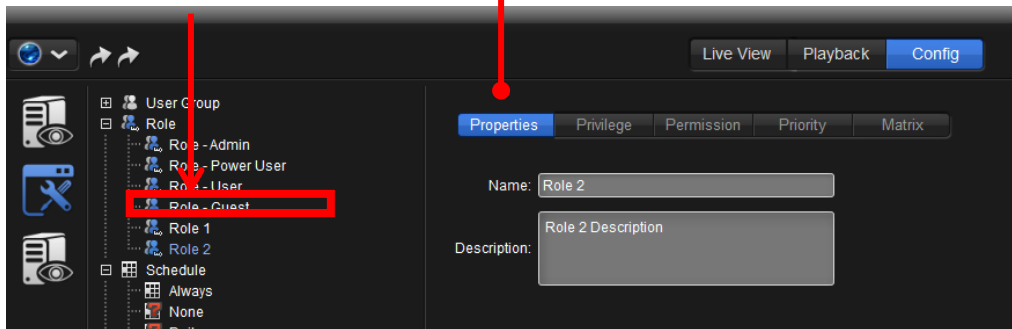 Live View Playback Config
User Group
Role
Role - Admin
Role - Power User
Role - User
Role - Guest
Role 1
Role 2
Schedule
Always
None
Properties Privilege Permission Priority Matrix
Name: Role 2
Description: Role 2 Description